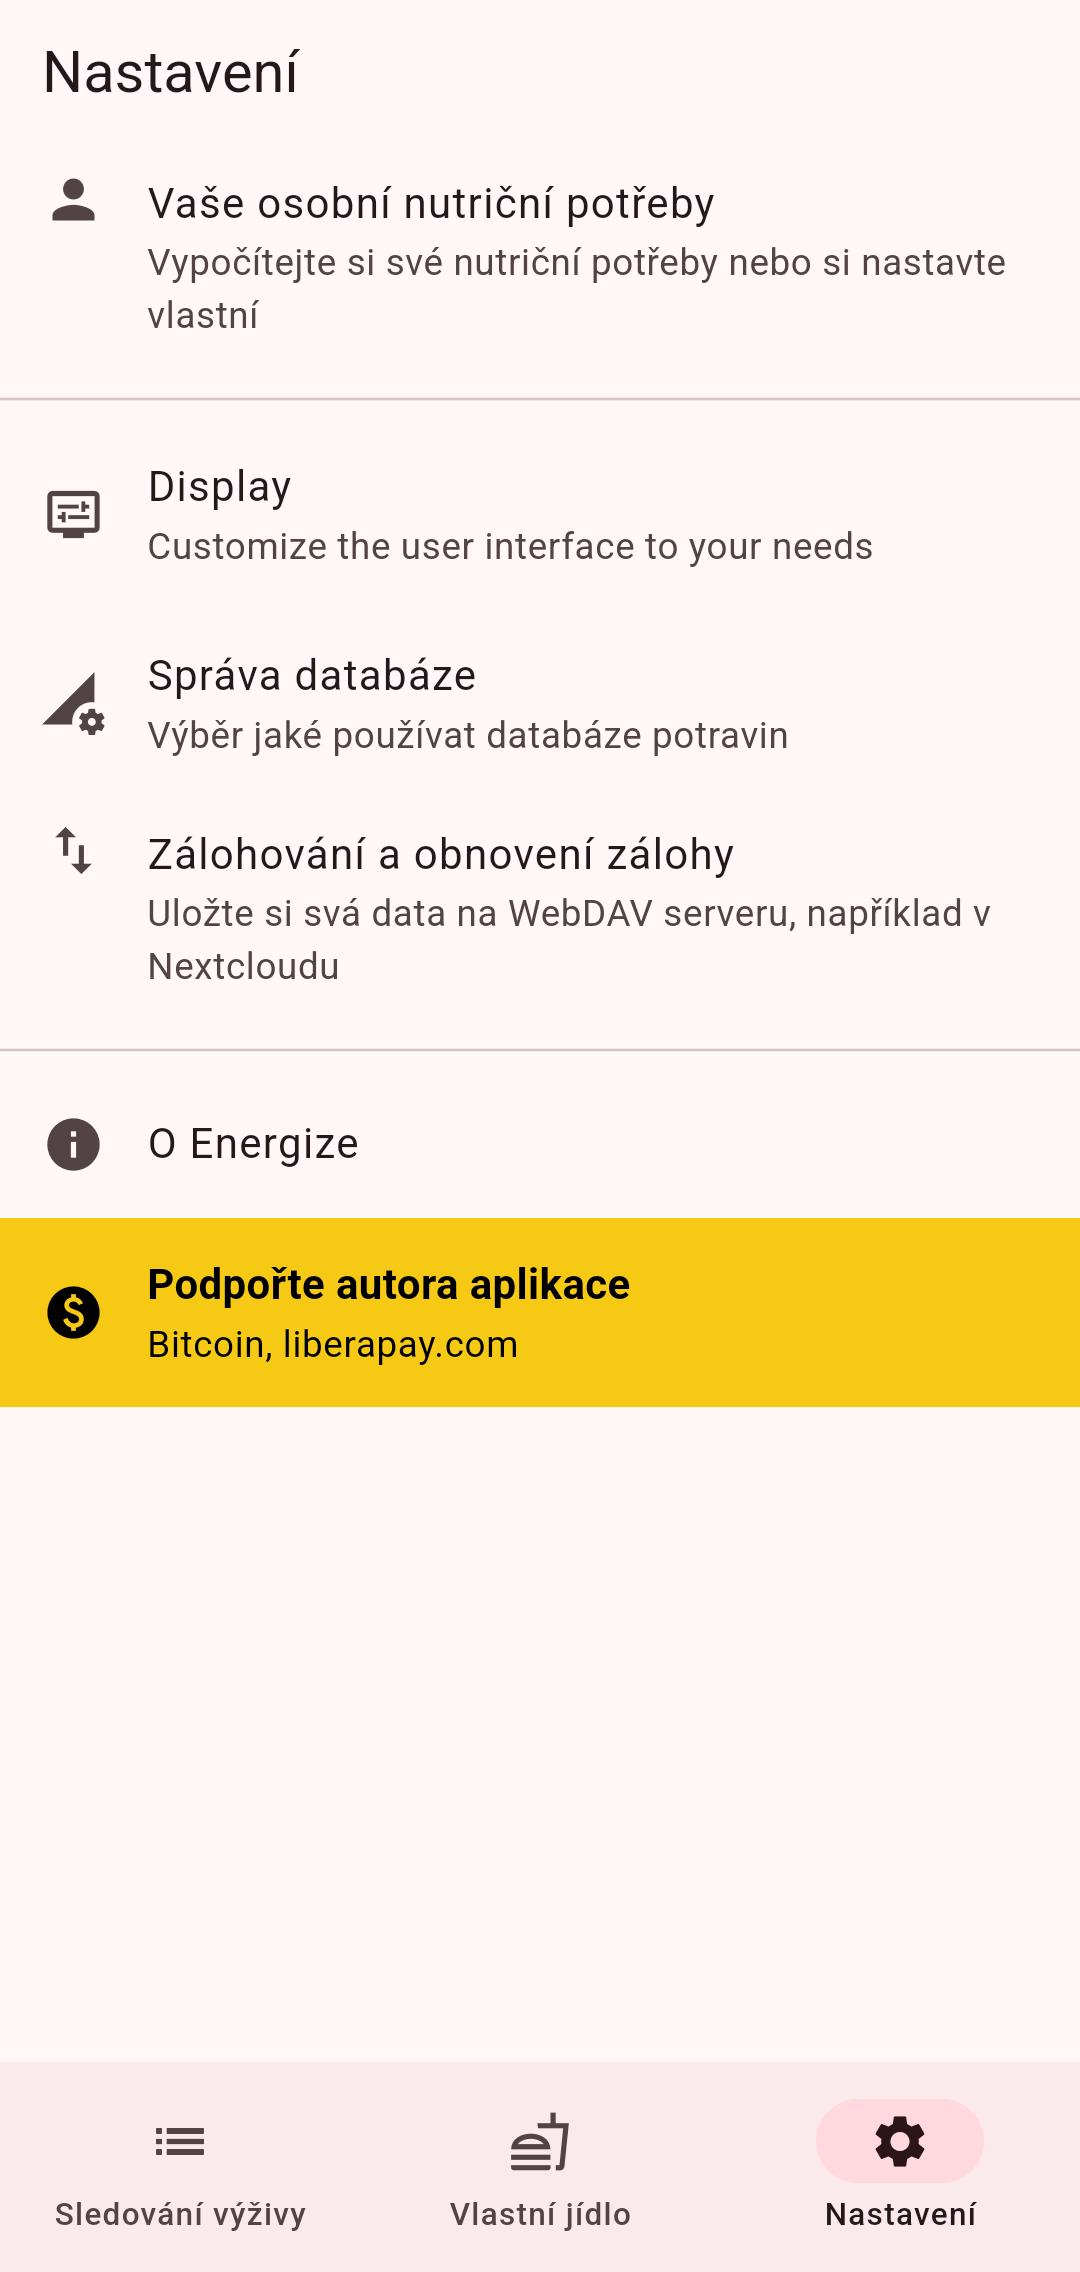 Nastavení
Vaše osobní nutriční potřeby
Vypočítejte si své nutriční potřeby nebo si nastavte
vlastní
Display
Customize the user interface to your needs
Správa databáze
Výběr jaké používat databáze potravin
Zálohování a obnovení zálohy
Uložte si svá data na WebDAV serveru, například v
Nextcloudu
O Energize
Podpořte autora aplikace
Bitcoin, liberapay.com
Sledování výživy
Vlastní jídlo
Nastavení